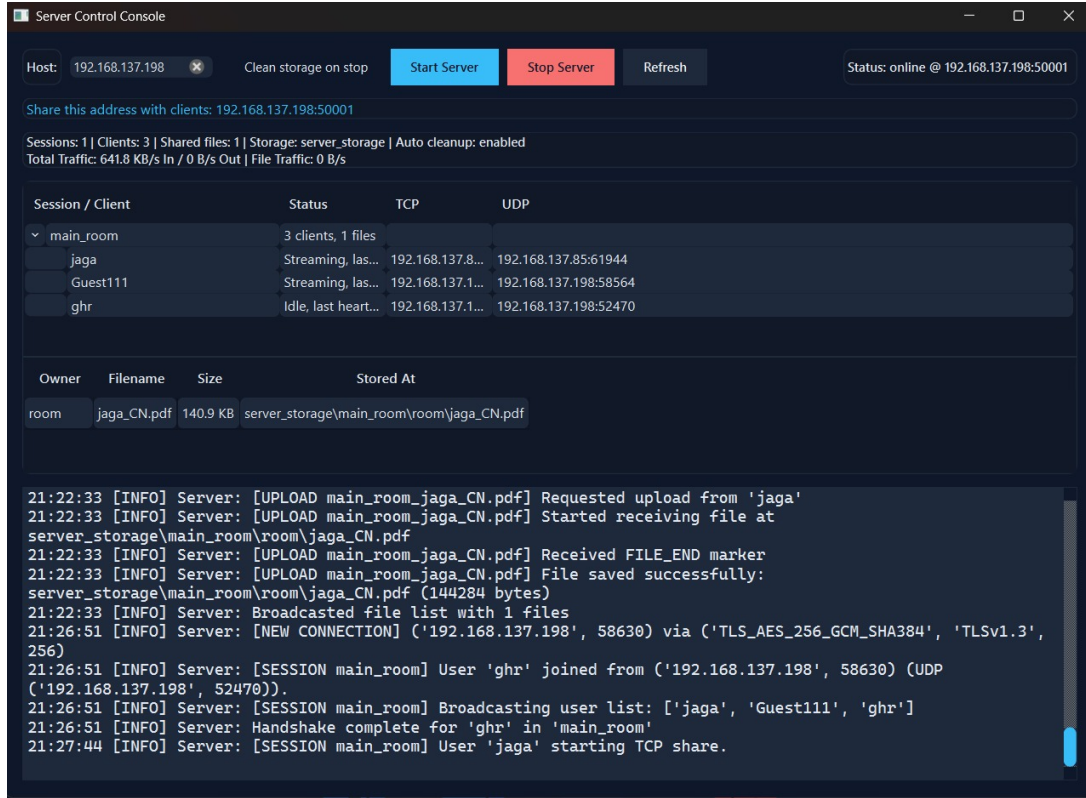 Server Control Console
Host: 192.168.137.198 Clean storage on stop Start Server Stop Server Refresh Status: online @ 192.168.137.198:50001
Share this address with clients: 192.168.137.198:50001
Sessions: 1 | Clients: 3 | Shared files: 1 | Storage: server_storage | Auto cleanup: enabled
Total Traffic: 641.8 KB/s In / 0 B/s Out | File Traffic: 0 B/s
Session / Client Status TCP UDP
main_room 3 clients, 1 files
jaga Streaming, las... 192.168.137.8... 192.168.137.85:61944
Guest111 Streaming, las... 192.168.137.1... 192.168.137.198:58564
ghr Idle, last heart... 192.168.137.1... 192.168.137.198:52470
Owner Filename Size Stored At
room jaga_CN.pdf 140.9 KB server_storage\main_room\room\jaga_CN.pdf
21:22:33 [INFO] Server: [UPLOAD main_room_jaga_CN.pdf] Requested upload from 'jaga'
21:22:33 [INFO] Server: [UPLOAD main_room_jaga_CN.pdf] Started receiving file at
server_storage\main_room\room\jaga_CN.pdf
21:22:33 [INFO] Server: [UPLOAD main_room_jaga_CN.pdf] Received FILE_END marker
21:22:33 [INFO] Server: [UPLOAD main_room_jaga_CN.pdf] File saved successfully:
server_storage\main_room\room\jaga_CN.pdf (144284 bytes)
21:22:33 [INFO] Server: Broadcasted file list with 1 files
21:26:51 [INFO] Server: [NEW CONNECTION] ('192.168.137.198', 58630) via ('TLS_AES_256_GCM_SHA384', 'TLSv1.3',
256)
21:26:51 [INFO] Server: [SESSION main_room] User 'ghr' joined from ('192.168.137.198', 58630) (UDP
('192.168.137.198', 52470)).
21:26:51 [INFO] Server: [SESSION main_room] Broadcasting user list: ['jaga', 'Guest111', 'ghr']
21:26:51 [INFO] Server: Handshake complete for 'ghr' in 'main_room'
21:27:44 [INFO] Server: [SESSION main_room] User 'jaga' starting TCP share.